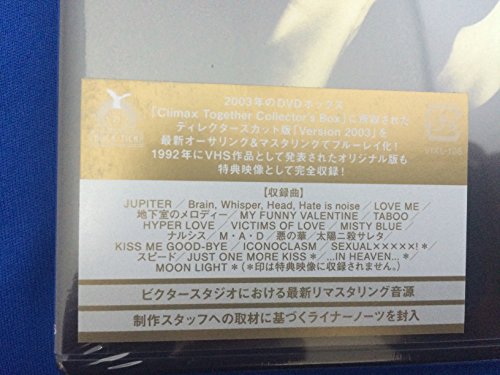 2003年のDVDボックス
「Climax Together Collector's Box」に収録された
ディレクターズカット版「Version 2003」を
最新オーサリング&マスタリングでブルーレイ化!
1992年にVHS作品として発表されたオリジナル版も
特典映像として完全収録!
【収録曲】
JUPITER / Brain, Whisper, Head, Hate is noise / LOVE ME /
地下室のメロディー / MY FUNNY VALENTINE / TABOO /
HYPER LOVE / VICTIMS OF LOVE / MISTY BLUE /
ナルシス / M・A・D / 悪の華 / 太陽ニ殺サレタ /
KISS ME GOOD-BYE / ICONOCLASM / SEXUAL×××××! * /
スピード / JUST ONE MORE KISS * / ...IN HEAVEN... * /
MOON LIGHT * (*印は特典映像に収録されません。)
ビクタースタジオにおける最新リマスタリング音源
制作スタッフへの取材に基づくライナーノーツを封入